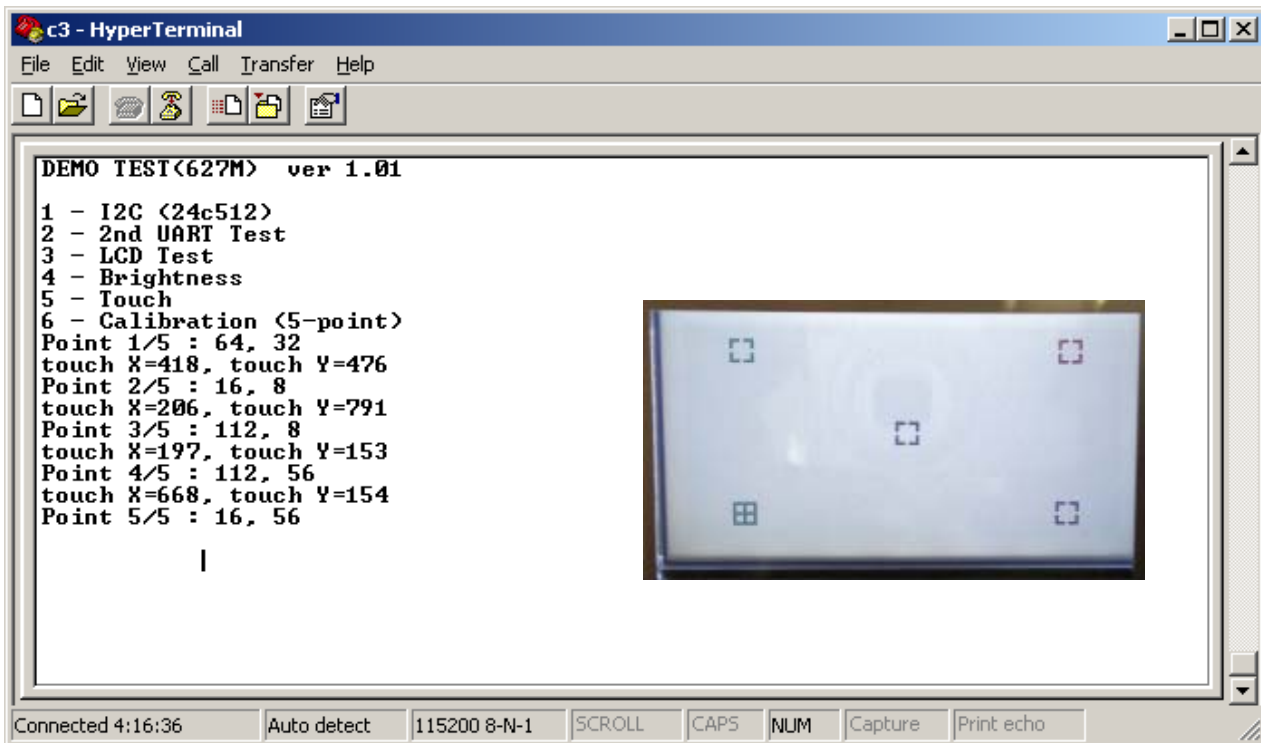 c3 - HyperTerminal
File Edit View Call Transfer Help
DEMO TEST(627M)  ver 1.01
1 - I2C (24c512)
2 - 2nd UART Test
3 - LCD Test
4 - Brightness
5 - Touch
6 - Calibration (5-point)
Point 1/5 : 64, 32
touch X=418, touch Y=476
Point 2/5 : 16, 8
touch X=206, touch Y=791
Point 3/5 : 112, 8
touch X=197, touch Y=153
Point 4/5 : 112, 56
touch X=668, touch Y=154
Point 5/5 : 16, 56
Connected 4:16:36 Auto detect 115200 8-N-1 SCROLL CAPS NUM Capture Print echo